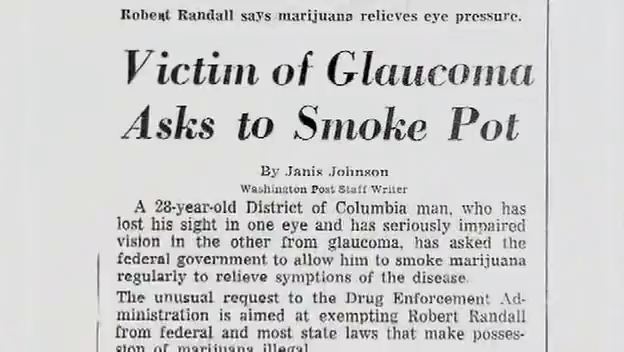 Robert Randall says marijuana relieves eye pressure.
Victim of Glaucoma
Asks to Smoke Pot
By Janis Johnson
Washington Post Staff Writer
A 28-year-old District of Columbia man, who has
lost his sight in one eye and has seriously impaired
vision in the other from glaucoma, has asked the
federal government to allow him to smoke marijuana
regularly to relieve symptoms of the disease.
The unusual request to the Drug Enforcement Ad-
ministration is aimed at exempting Robert Randall
from federal and most state laws that make posses-
sion of marijuana illegal.